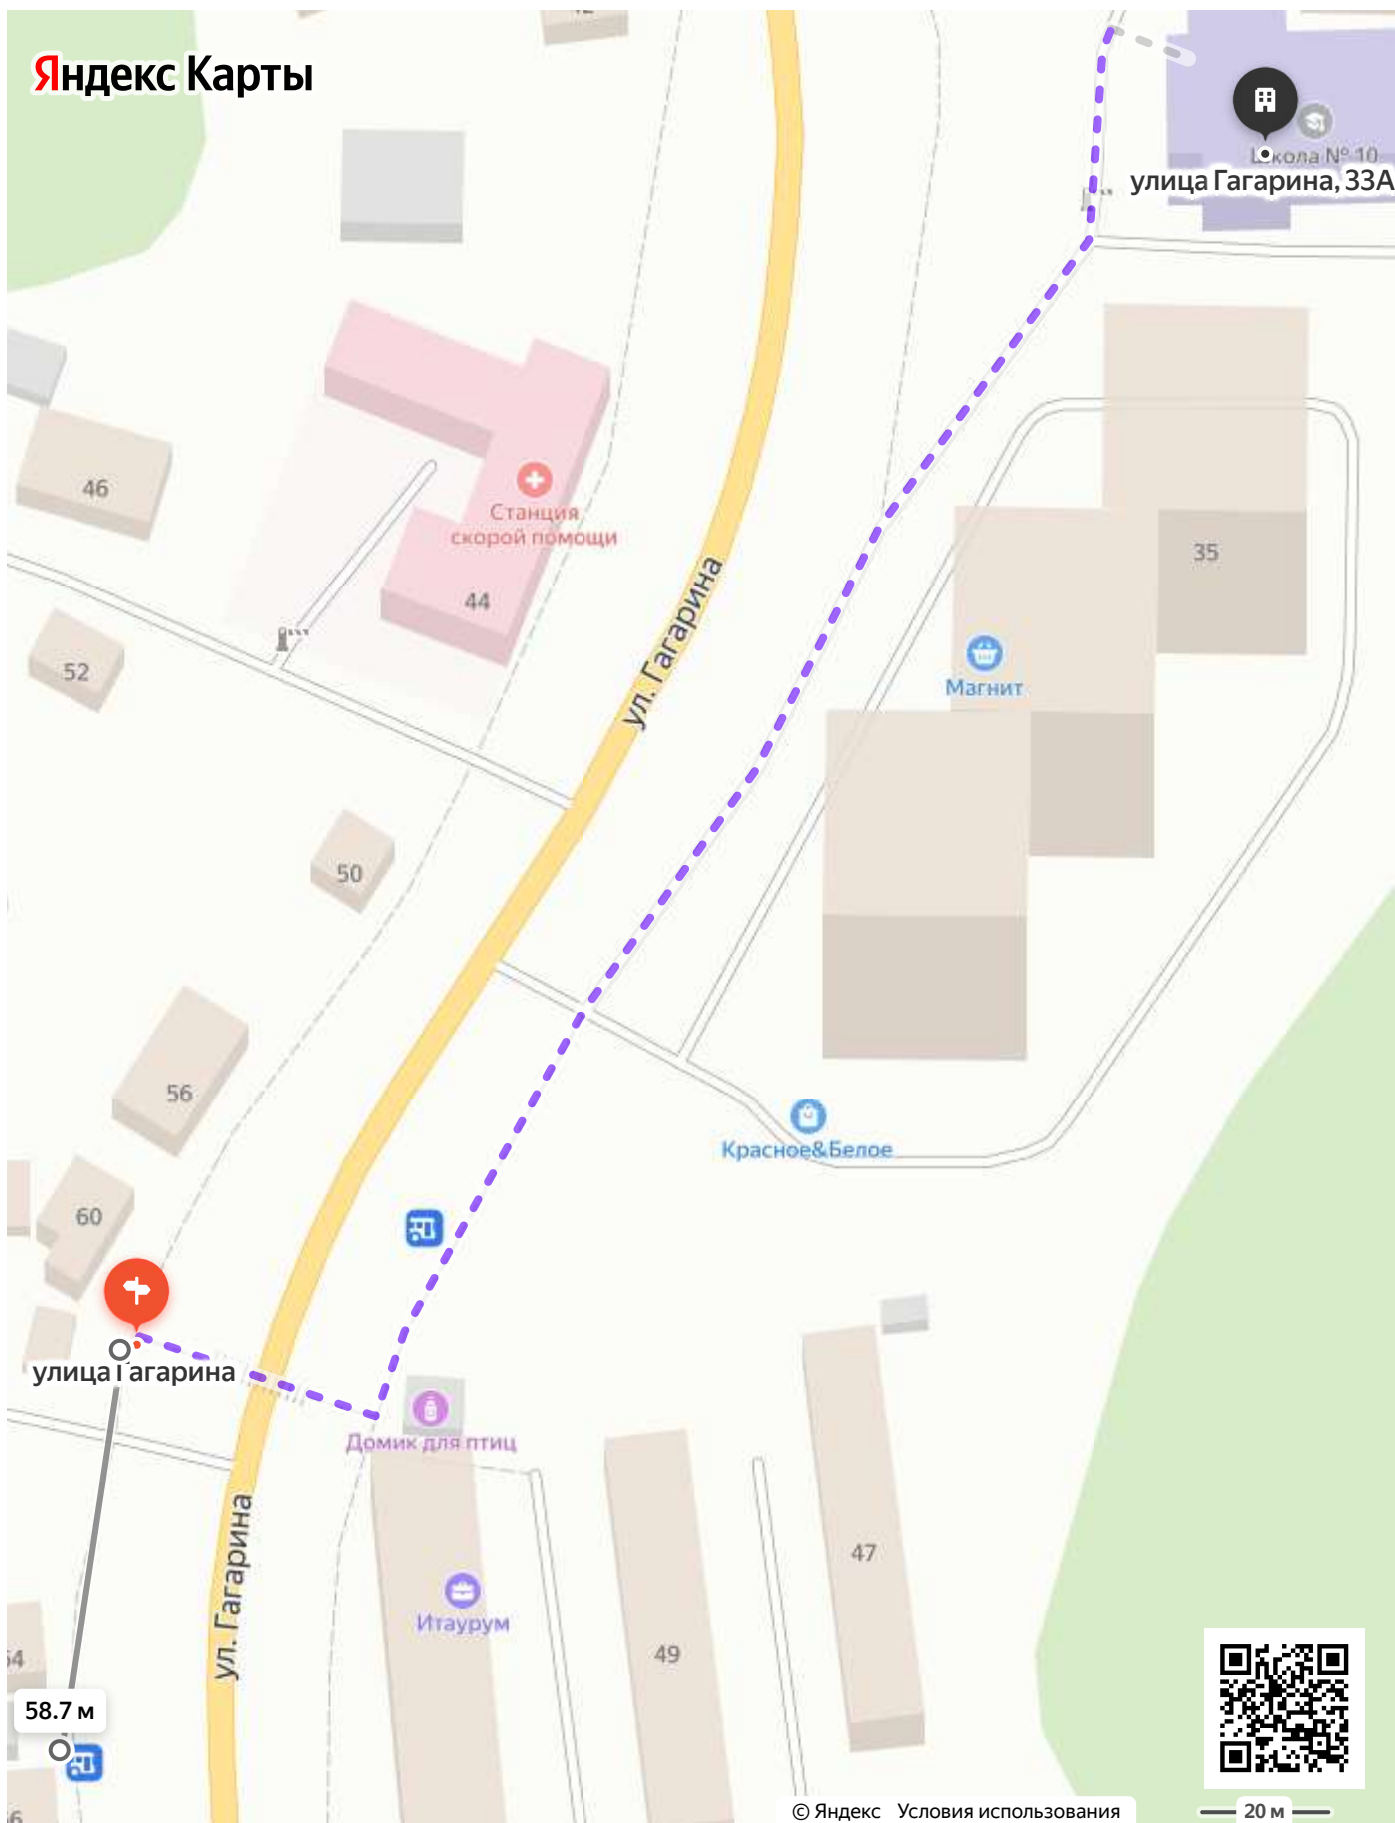 Яндекс Карты
Школа № 10
улица Гагарина, 33А
46
Станция
скорой помощи
44
35
ул. Гагарина
52
Магнит
50
56
Красное&Белое
60
улица Гагарина
Домик для птиц
ул. Гагарина
47
Итаурум
49
58.7 м
© Яндекс Условия использования
20 м